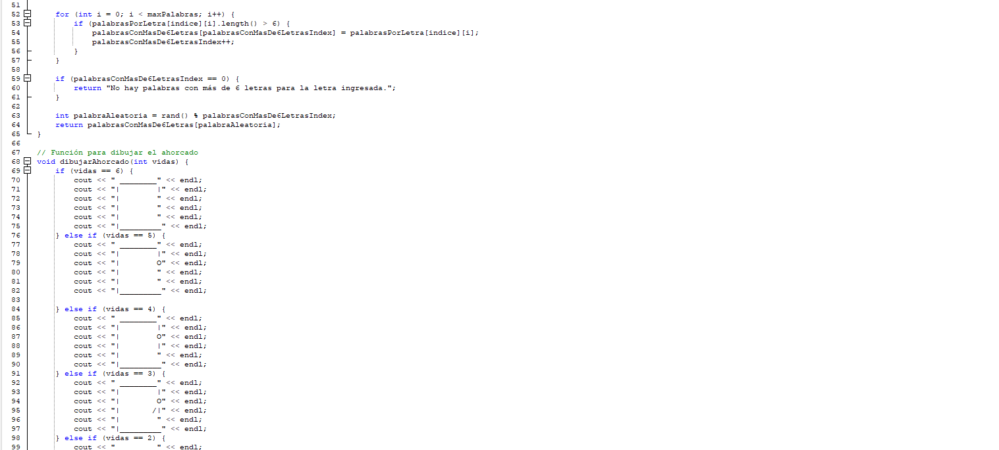 51
52 for (int i = 0; i < maxPalabras; i++) {
53 if (palabrasPorLetra[indice][i].length() > 6) {
54 palabrasConMasDe6Letras[palabrasConMasDe6LetrasIndex] = palabrasPorLetra[indice][i];
55 palabrasConMasDe6LetrasIndex++;
56 }
57 }
58
59 if (palabrasConMasDe6LetrasIndex == 0) {
60 return "No hay palabras con más de 6 letras para la letra ingresada.";
61 }
62
63 int palabraAleatoria = rand() % palabrasConMasDe6LetrasIndex;
64 return palabrasConMasDe6Letras[palabraAleatoria];
65 }
66
67 // Función para dibujar el ahorcado
68 void dibujarAhorcado(int vidas) {
69 if (vidas == 6) {
70 cout << " ________" << endl;
71 cout << "|        |" << endl;
72 cout << "|        " << endl;
73 cout << "|        " << endl;
74 cout << "|        " << endl;
75 cout << "|_________" << endl;
76 } else if (vidas == 5) {
77 cout << " ________" << endl;
78 cout << "|        |" << endl;
79 cout << "|        O" << endl;
80 cout << "|        " << endl;
81 cout << "|        " << endl;
82 cout << "|_________" << endl;
83
84 } else if (vidas == 4) {
85 cout << " ________" << endl;
86 cout << "|        |" << endl;
87 cout << "|        O" << endl;
88 cout << "|        |" << endl;
89 cout << "|        " << endl;
90 cout << "|_________" << endl;
91 } else if (vidas == 3) {
92 cout << " ________" << endl;
93 cout << "|        |" << endl;
94 cout << "|        O" << endl;
95 cout << "|       /|" << endl;
96 cout << "|        " << endl;
97 cout << "|_________" << endl;
98 } else if (vidas == 2) {
99 cout << "         " << endl;